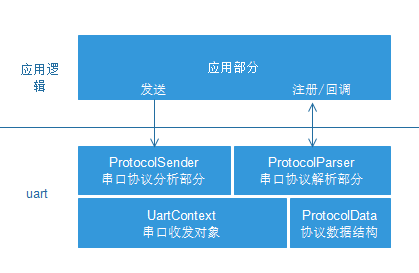 应用逻
辑
应用部分
发送
注册/回调
uart
ProtocolSender
串口协议分析部分
ProtocolParser
串口协议解析部分
UartContext
串口收发对象
ProtocolData
协议数据结构